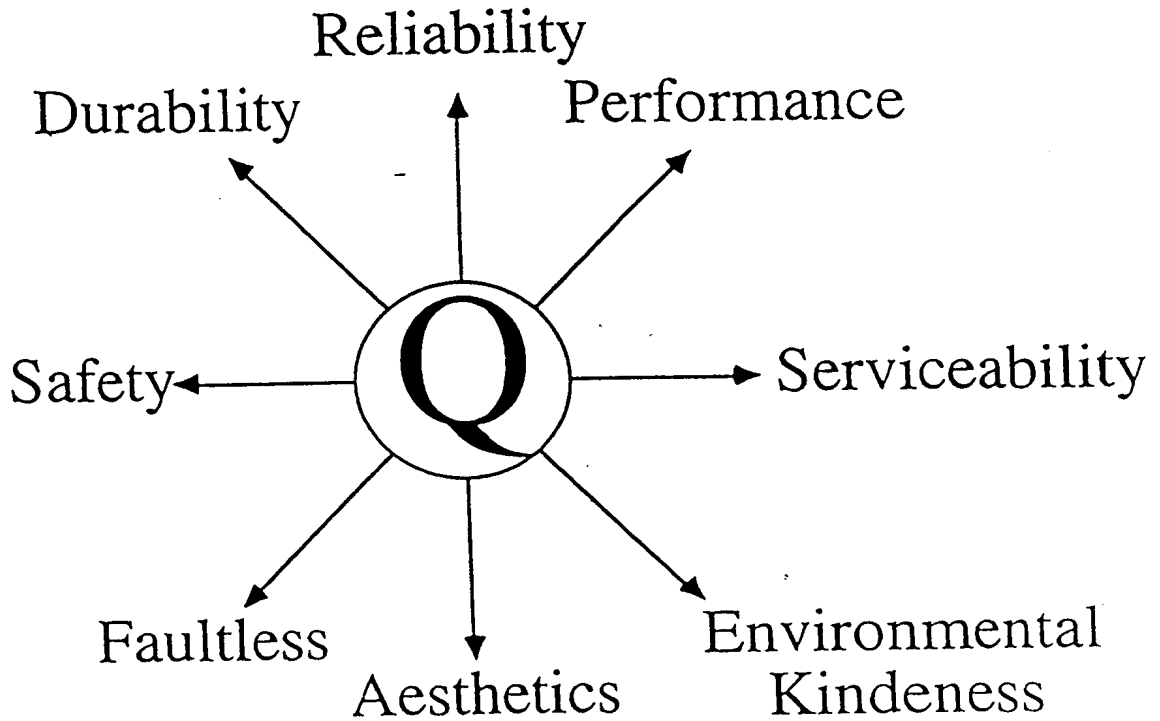 Reliability
Durability
Performance
Q
Safety
Serviceability
Faultless
Environmental
Kindeness
Aesthetics